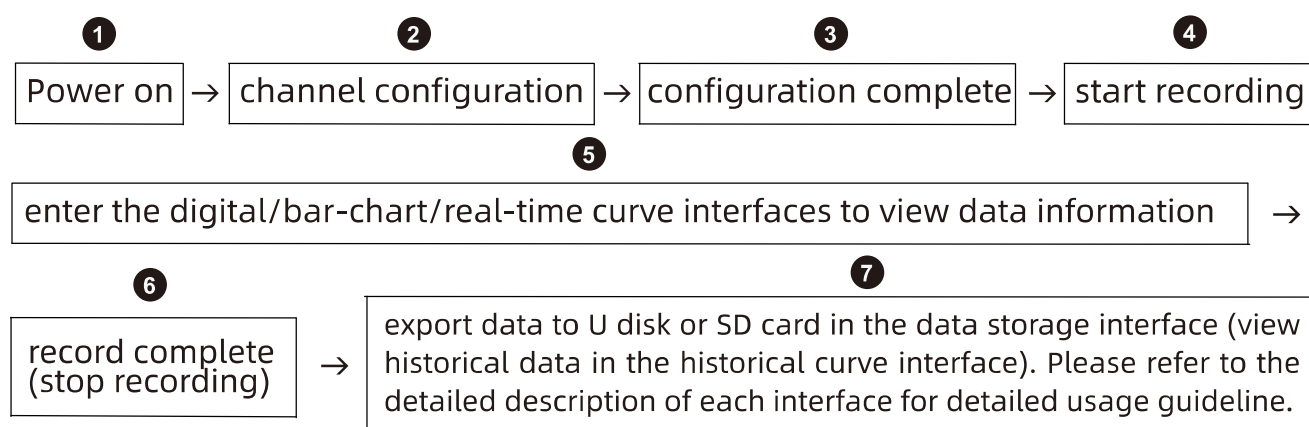 1 2 3 4
Power on → channel configuration → configuration complete → start recording
5
enter the digital/bar-chart/real-time curve interfaces to view data information →
6 7
record complete
(stop recording) →
export data to U disk or SD card in the data storage interface (view
historical data in the historical curve interface). Please refer to the
detailed description of each interface for detailed usage guideline.